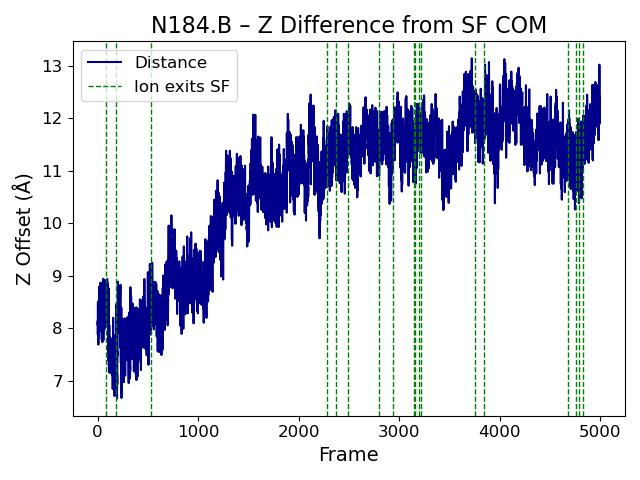 N184.B – Z Difference from SF COM
Distance
Ion exits SF
Z Offset (Å)
13
12
11
10
9
8
7
0 1000 2000 3000 4000 5000
Frame